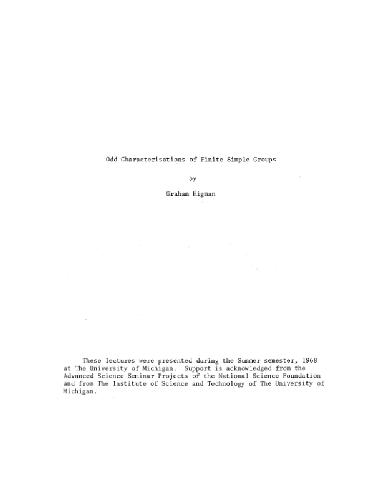 Odd Characterisations of Finite Simple Groups
by
Graham Higman
These lectures were presented during the Summer semester, 1968
at The University of Michigan. Support is acknowledged from the
Advanced Science Seminar Projects of the National Science Foundation
and from The Institute of Science and Technology of The University of
Michigan.